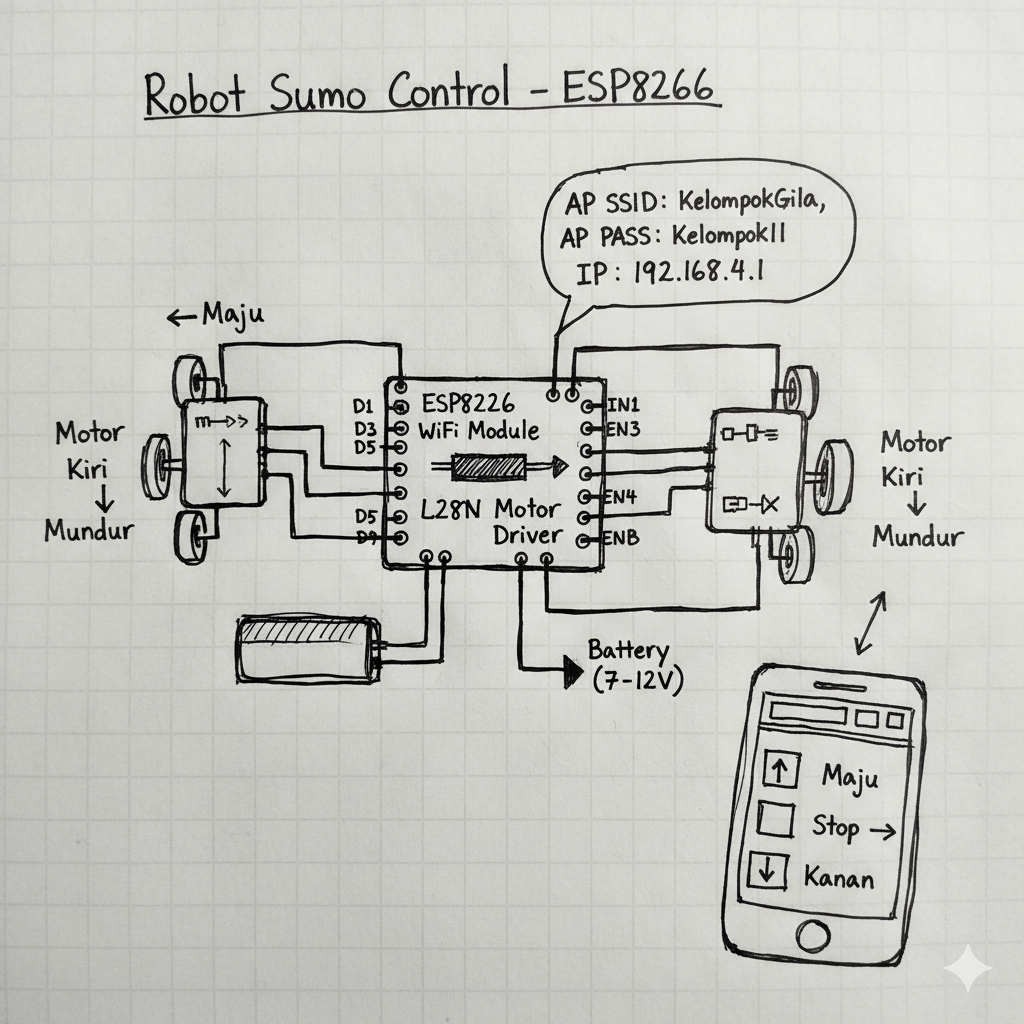 Robot Sumo Control - ESP8266
AP SSID: KelompokGila,
AP PASS: Kelompok11
IP: 192.168.4.1
← Maju
Motor
Kiri
↓
Mundur
D1
D3
D5
D5
D9
ESP8226
WiFi Module
L28N Motor
Driver
IN1
EN3
EN4
ENB
Motor
Kiri
↓
Mundur
Battery
(7-12V)
↑ Maju
Stop →
↓ Kanan